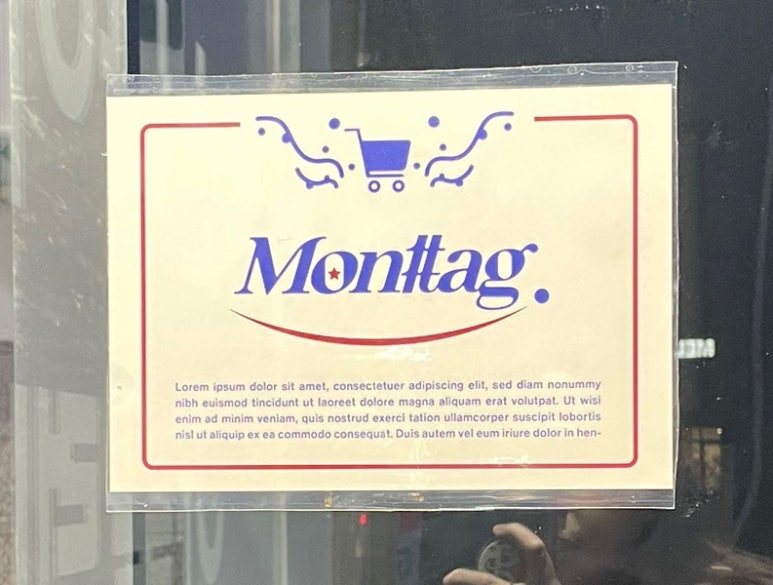 Monttag.
Lorem ipsum dolor sit amet, consectetuer adipiscing elit, sed diam nonummy
nibh euismod tincidunt ut laoreet dolore magna aliquam erat volutpat. Ut wisi
enim ad minim veniam, quis nostrud exerci tation ullamcorper suscipit lobortis
nisl ut aliquip ex ea commodo consequat. Duis autem vel eum iriure dolor in hen-